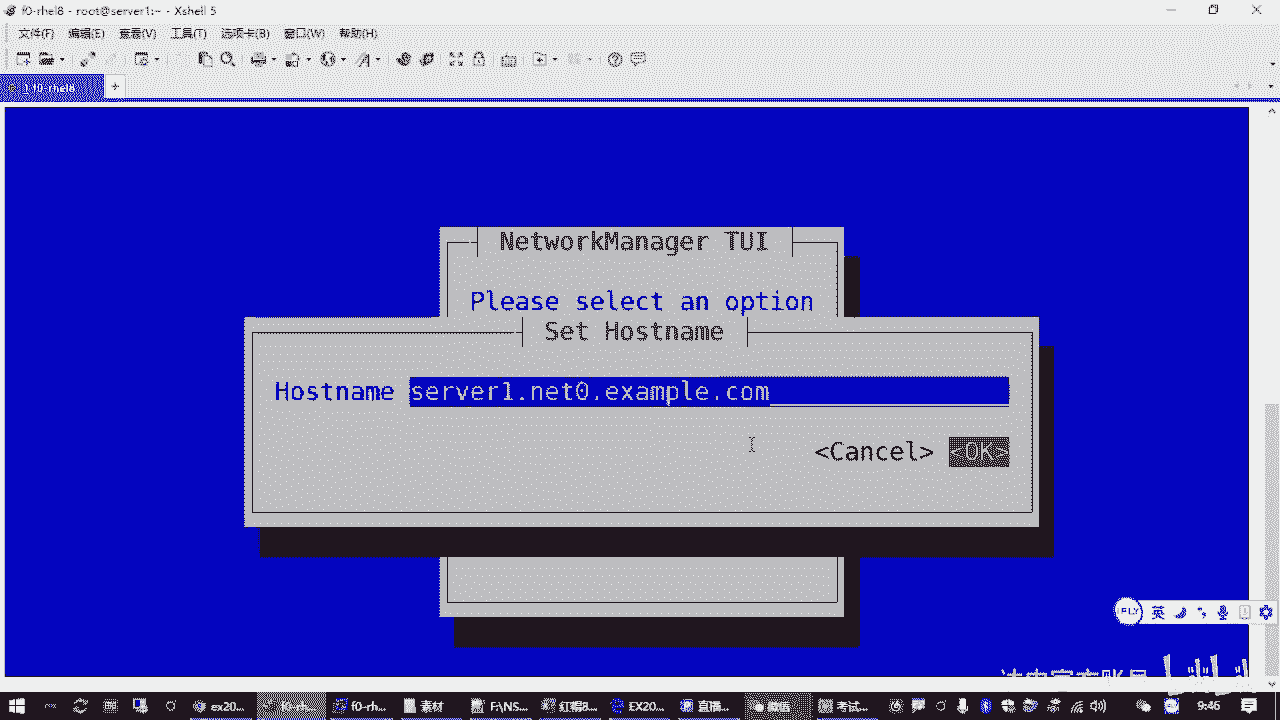 f0-rhel8 - root@server1:~ - Xshell 5
文件(F) 编辑(E) 查看(V) 工具(T) 选项卡(B) 窗口(W) 帮助(H)
1 f0-rhel8 +
NetworkManager TUI
Please select an option
Set Hostname
Hostname server1.net0.example.com
<Cancel> <OK>
FLY 英
ex20... f0-r... f0-rh... 素材 F:\NS... 红帽8... EX20... 直播... 微信 考试... 9:46